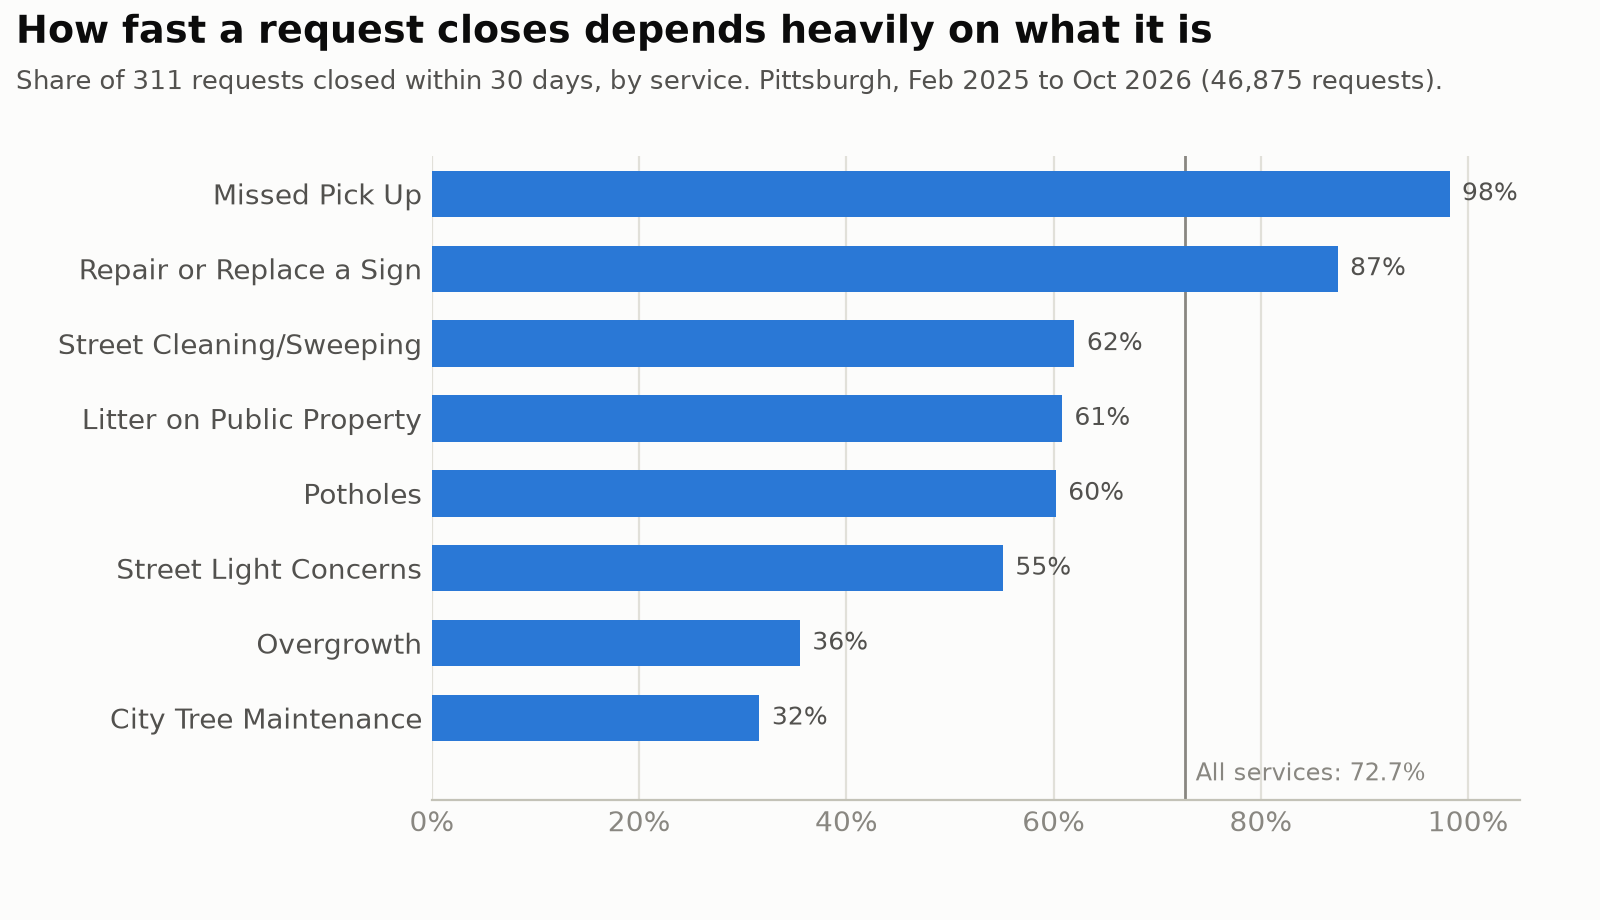 How fast a request closes depends heavily on what it is
Share of 311 requests closed within 30 days, by service. Pittsburgh, Feb 2025 to Oct 2026 (46,875 requests).
Missed Pick Up 98%
Repair or Replace a Sign 87%
Street Cleaning/Sweeping 62%
Litter on Public Property 61%
Potholes 60%
Street Light Concerns 55%
Overgrowth 36%
City Tree Maintenance 32%
All services: 72.7%
0% 20% 40% 60% 80% 100%